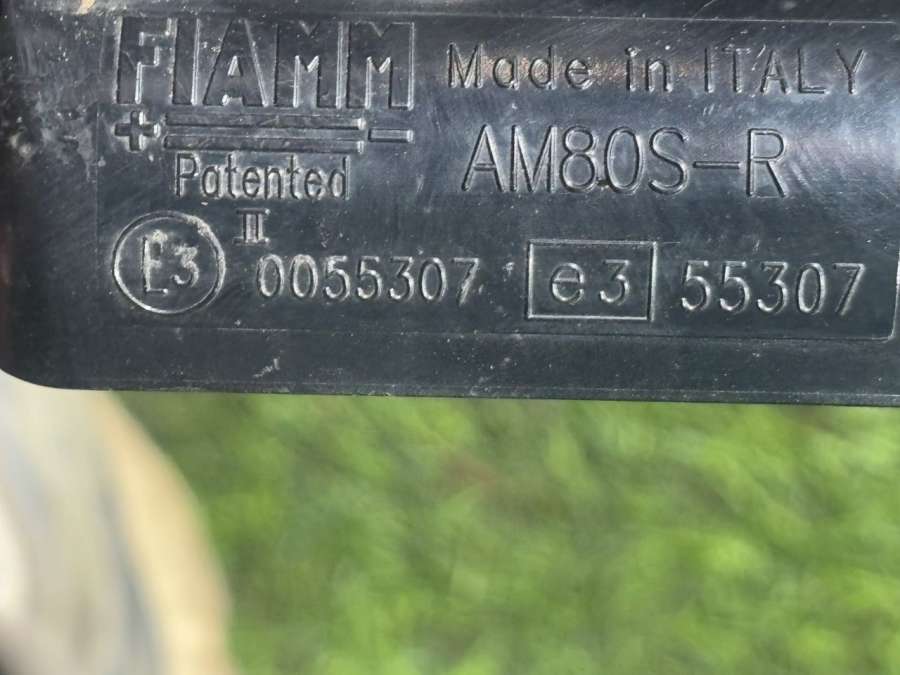 FIAMM Made in ITALY
+ -
Patented AM80S-R
II
E3 0055307 e3 55307